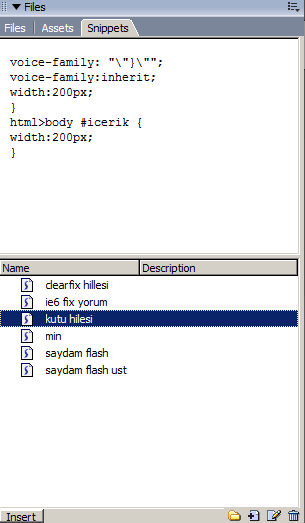 Files
Files Assets Snippets
voice-family: "\"}\"";
voice-family:inherit;
width:200px;
}
html>body #icerik {
width:200px;
}
Name Description
clearfix hillesi
ie6 fix yorum
kutu hilesi
min
saydam flash
saydam flash ust
Insert